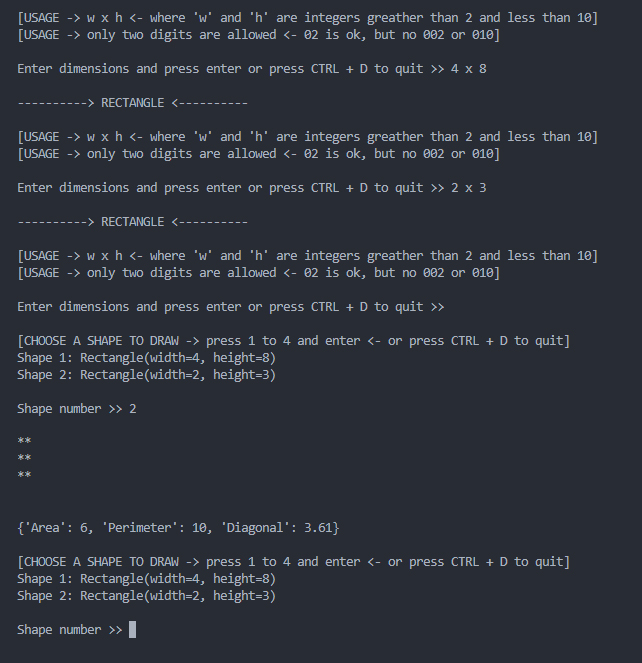 [USAGE -> w x h <- where 'w' and 'h' are integers greather than 2 and less than 10]
[USAGE -> only two digits are allowed <- 02 is ok, but no 002 or 010]
Enter dimensions and press enter or press CTRL + D to quit >> 4 x 8
----------> RECTANGLE <----------
[USAGE -> w x h <- where 'w' and 'h' are integers greather than 2 and less than 10]
[USAGE -> only two digits are allowed <- 02 is ok, but no 002 or 010]
Enter dimensions and press enter or press CTRL + D to quit >> 2 x 3
----------> RECTANGLE <----------
[USAGE -> w x h <- where 'w' and 'h' are integers greather than 2 and less than 10]
[USAGE -> only two digits are allowed <- 02 is ok, but no 002 or 010]
Enter dimensions and press enter or press CTRL + D to quit >>
[CHOOSE A SHAPE TO DRAW -> press 1 to 4 and enter <- or press CTRL + D to quit]
Shape 1: Rectangle(width=4, height=8)
Shape 2: Rectangle(width=2, height=3)
Shape number >> 2
**
**
**
{'Area': 6, 'Perimeter': 10, 'Diagonal': 3.61}
[CHOOSE A SHAPE TO DRAW -> press 1 to 4 and enter <- or press CTRL + D to quit]
Shape 1: Rectangle(width=4, height=8)
Shape 2: Rectangle(width=2, height=3)
Shape number >>